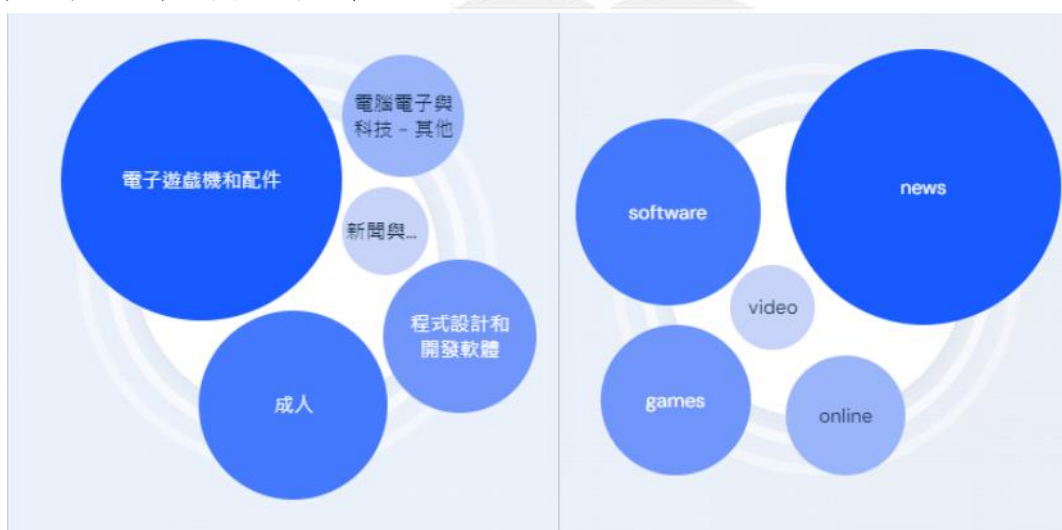 電腦電子與
科技 – 其他
電子遊戲機和配件
新聞與...
程式設計和
開發軟體
成人
news
software
video
games
online